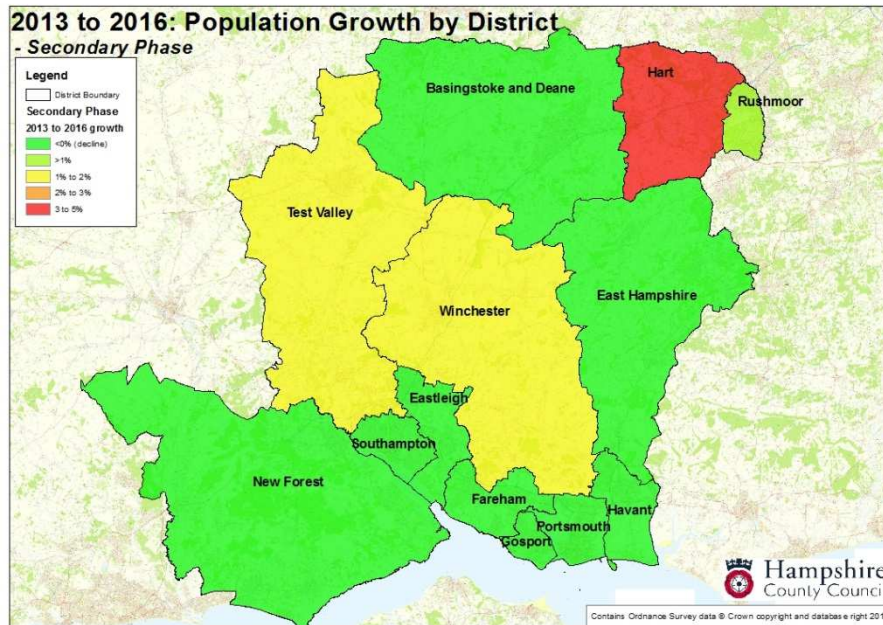 2013 to 2016: Population Growth by District
- Secondary Phase
Legend
District Boundary
Secondary Phase
2013 to 2016 growth
<0% (decline)
>1%
1% to 2%
2% to 3%
3 to 5%
Basingstoke and Deane
Hart
Rushmoor
Test Valley
Winchester
East Hampshire
Eastleigh
Southampton
New Forest
Fareham
Portsmouth
Havant
Gosport
Hampshire
County Council
Contains Ordnance Survey data © Crown copyright and database right 201